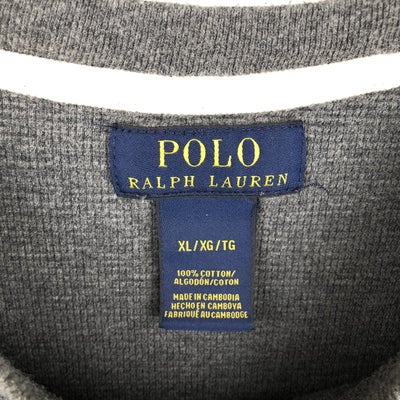 POLO
RALPH LAUREN
XL/XG/TG
100% COTTON/
ALGODÓN/COTON
MADE IN CAMBODIA
HECHO EN CAMBOYA
FABRIQUÉ AU CAMBODGE